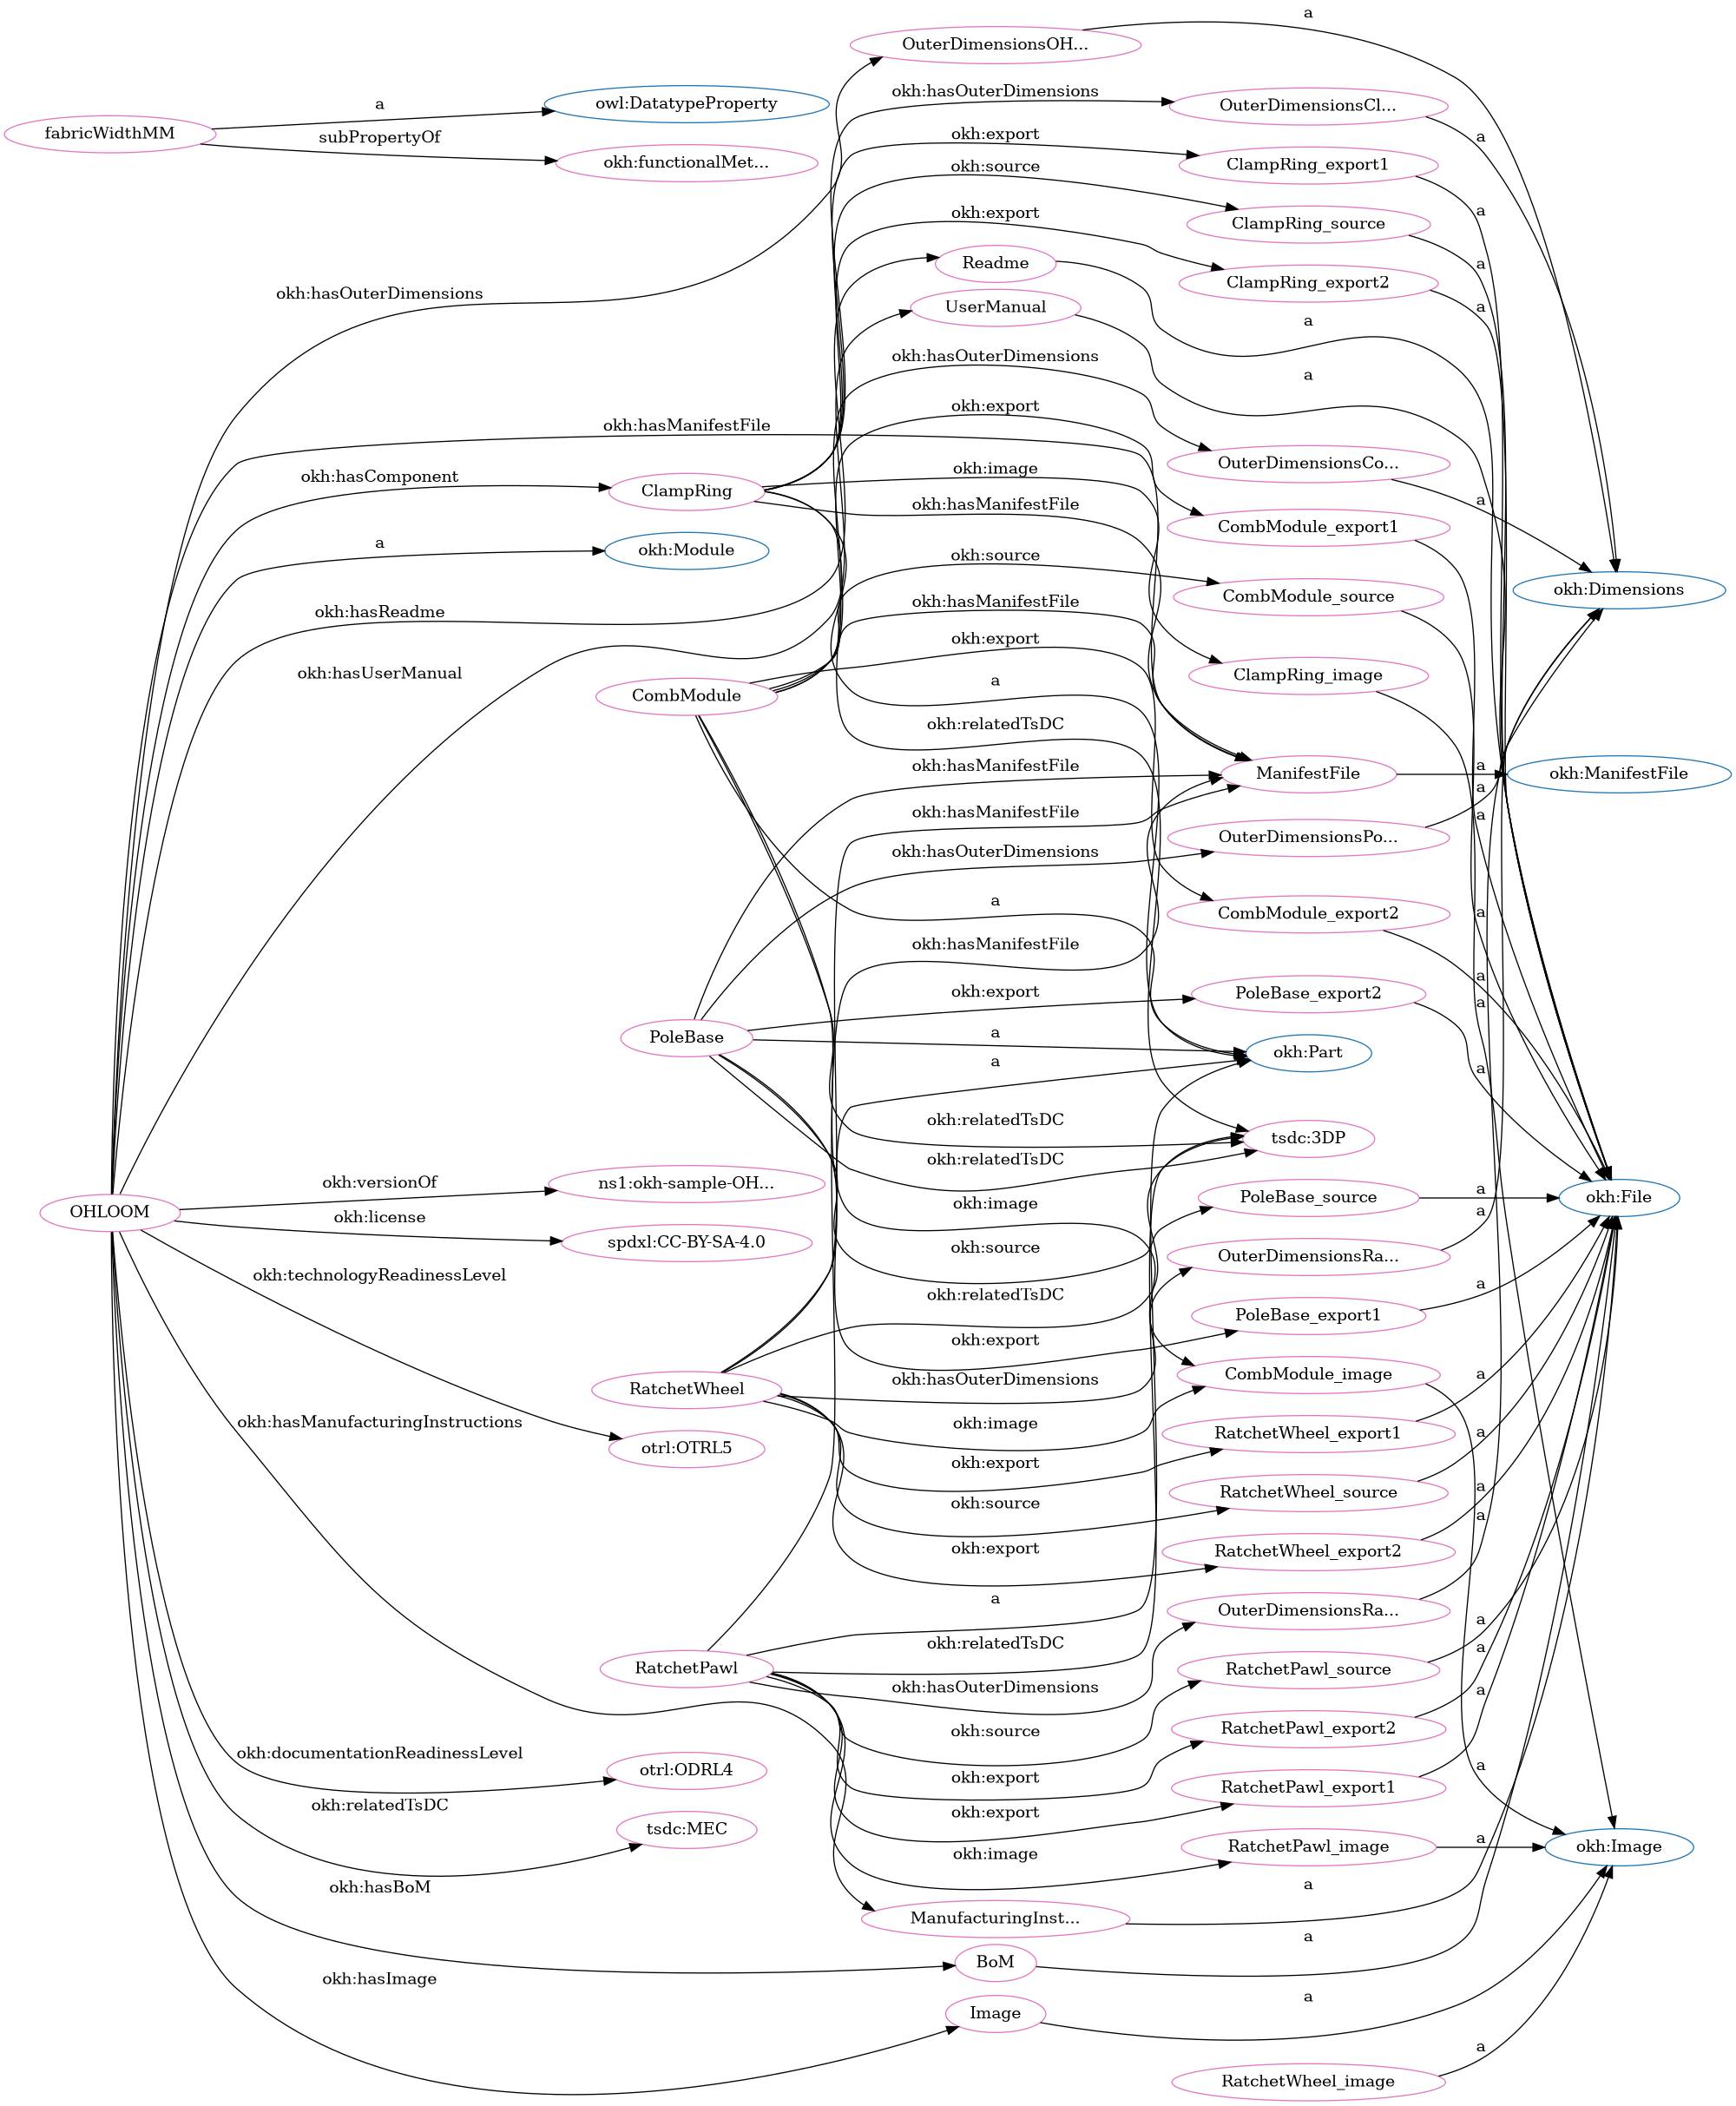 OuterDimensionsOH...
a
fabricWidthMM
a
owl:DatatypeProperty
subPropertyOf
okh:functionalMet...
okh:hasOuterDimensions
OuterDimensionsCl...
a
okh:export
ClampRing_export1
a
okh:source
ClampRing_source
a
okh:export
ClampRing_export2
a
Readme
a
UserManual
a
okh:hasOuterDimensions
okh:hasOuterDimensions
OuterDimensionsCo...
a
okh:export
okh:hasManifestFile
CombModule_export1
okh:hasComponent
ClampRing
okh:image
okh:hasManifestFile
a
okh:Module
okh:source
CombModule_source
okh:Dimensions
okh:hasReadme
okh:hasManifestFile
okh:export
okh:hasUserManual
CombModule
a
ClampRing_image
okh:relatedTsDC
okh:hasManifestFile
ManifestFile
a
okh:ManifestFile
a
okh:hasManifestFile
a
OuterDimensionsPo...
okh:hasOuterDimensions
a
CombModule_export2
a
okh:hasManifestFile
a
okh:export
PoleBase_export2
a
PoleBase
a
okh:Part
a
a
okh:relatedTsDC
tsdc:3DP
okh:relatedTsDC
okh:versionOf
ns1:okh-sample-OH...
okh:image
PoleBase_source
a
okh:File
OHLOOM
okh:license
spdxl:CC-BY-SA-4.0
okh:source
OuterDimensionsRa...
a
okh:technologyReadinessLevel
okh:relatedTsDC
okh:export
PoleBase_export1
a
RatchetWheel
okh:hasOuterDimensions
CombModule_image
okh:hasManufacturingInstructions
okh:image
RatchetWheel_export1
a
otrl:OTRL5
okh:export
RatchetWheel_source
a
okh:source
okh:export
RatchetWheel_export2
a
a
a
OuterDimensionsRa...
a
okh:relatedTsDC
RatchetPawl
okh:hasOuterDimensions
RatchetPawl_source
a
okh:source
RatchetPawl_export2
a
okh:documentationReadinessLevel
otrl:ODRL4
okh:export
RatchetPawl_export1
a
okh:relatedTsDC
tsdc:MEC
okh:export
okh:image
RatchetPawl_image
a
okh:Image
okh:hasBoM
ManufacturingInst...
a
BoM
a
okh:hasImage
Image
a
RatchetWheel_image
a